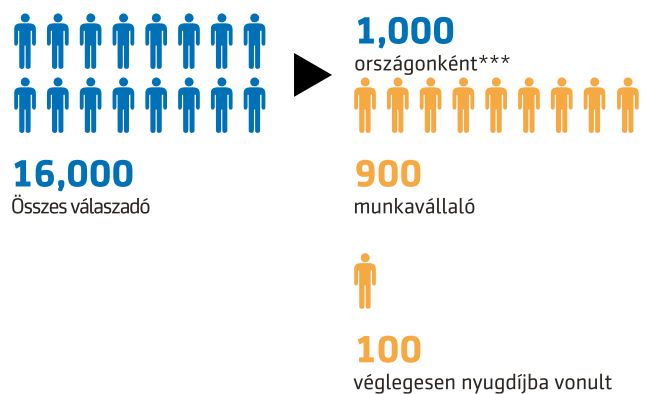 16,000
Összes válaszadó
1,000
országonként***
900
munkavállaló
100
véglegesen nyugdíjba vonult